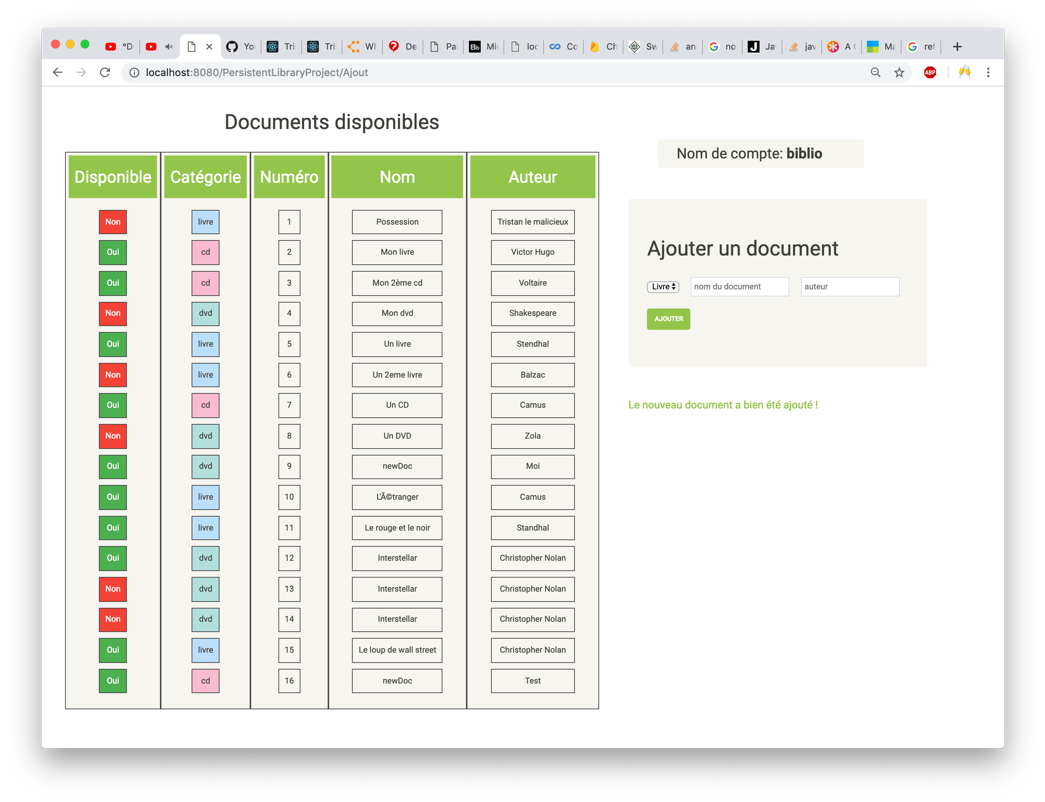 °D
Yo
Tri
Tri
Wh
De
Pa
Bb
Mi
loc
Co
Ch
Sw
an
no
J
Ja
jav
A (
Ma
ref
localhost:8080/PersistentLibraryProject/Ajout
ABP
Documents disponibles
Nom de compte: biblio
Disponible Catégorie Numéro Nom Auteur
Non livre 1 Possession Tristan le malicieux
Oui cd 2 Mon livre Victor Hugo
Oui cd 3 Mon 2ème cd Voltaire
Non dvd 4 Mon dvd Shakespeare
Oui livre 5 Un livre Stendhal
Non livre 6 Un 2eme livre Balzac
Oui cd 7 Un CD Camus
Non dvd 8 Un DVD Zola
Oui dvd 9 newDoc Moi
Oui livre 10 L'Ã©tranger Camus
Oui livre 11 Le rouge et le noir Standhal
Oui dvd 12 Interstellar Christopher Nolan
Non dvd 13 Interstellar Christopher Nolan
Non dvd 14 Interstellar Christopher Nolan
Oui livre 15 Le loup de wall street Christopher Nolan
Oui cd 16 newDoc Test
Ajouter un document
Livre nom du document auteur
AJOUTER
Le nouveau document a bien été ajouté !